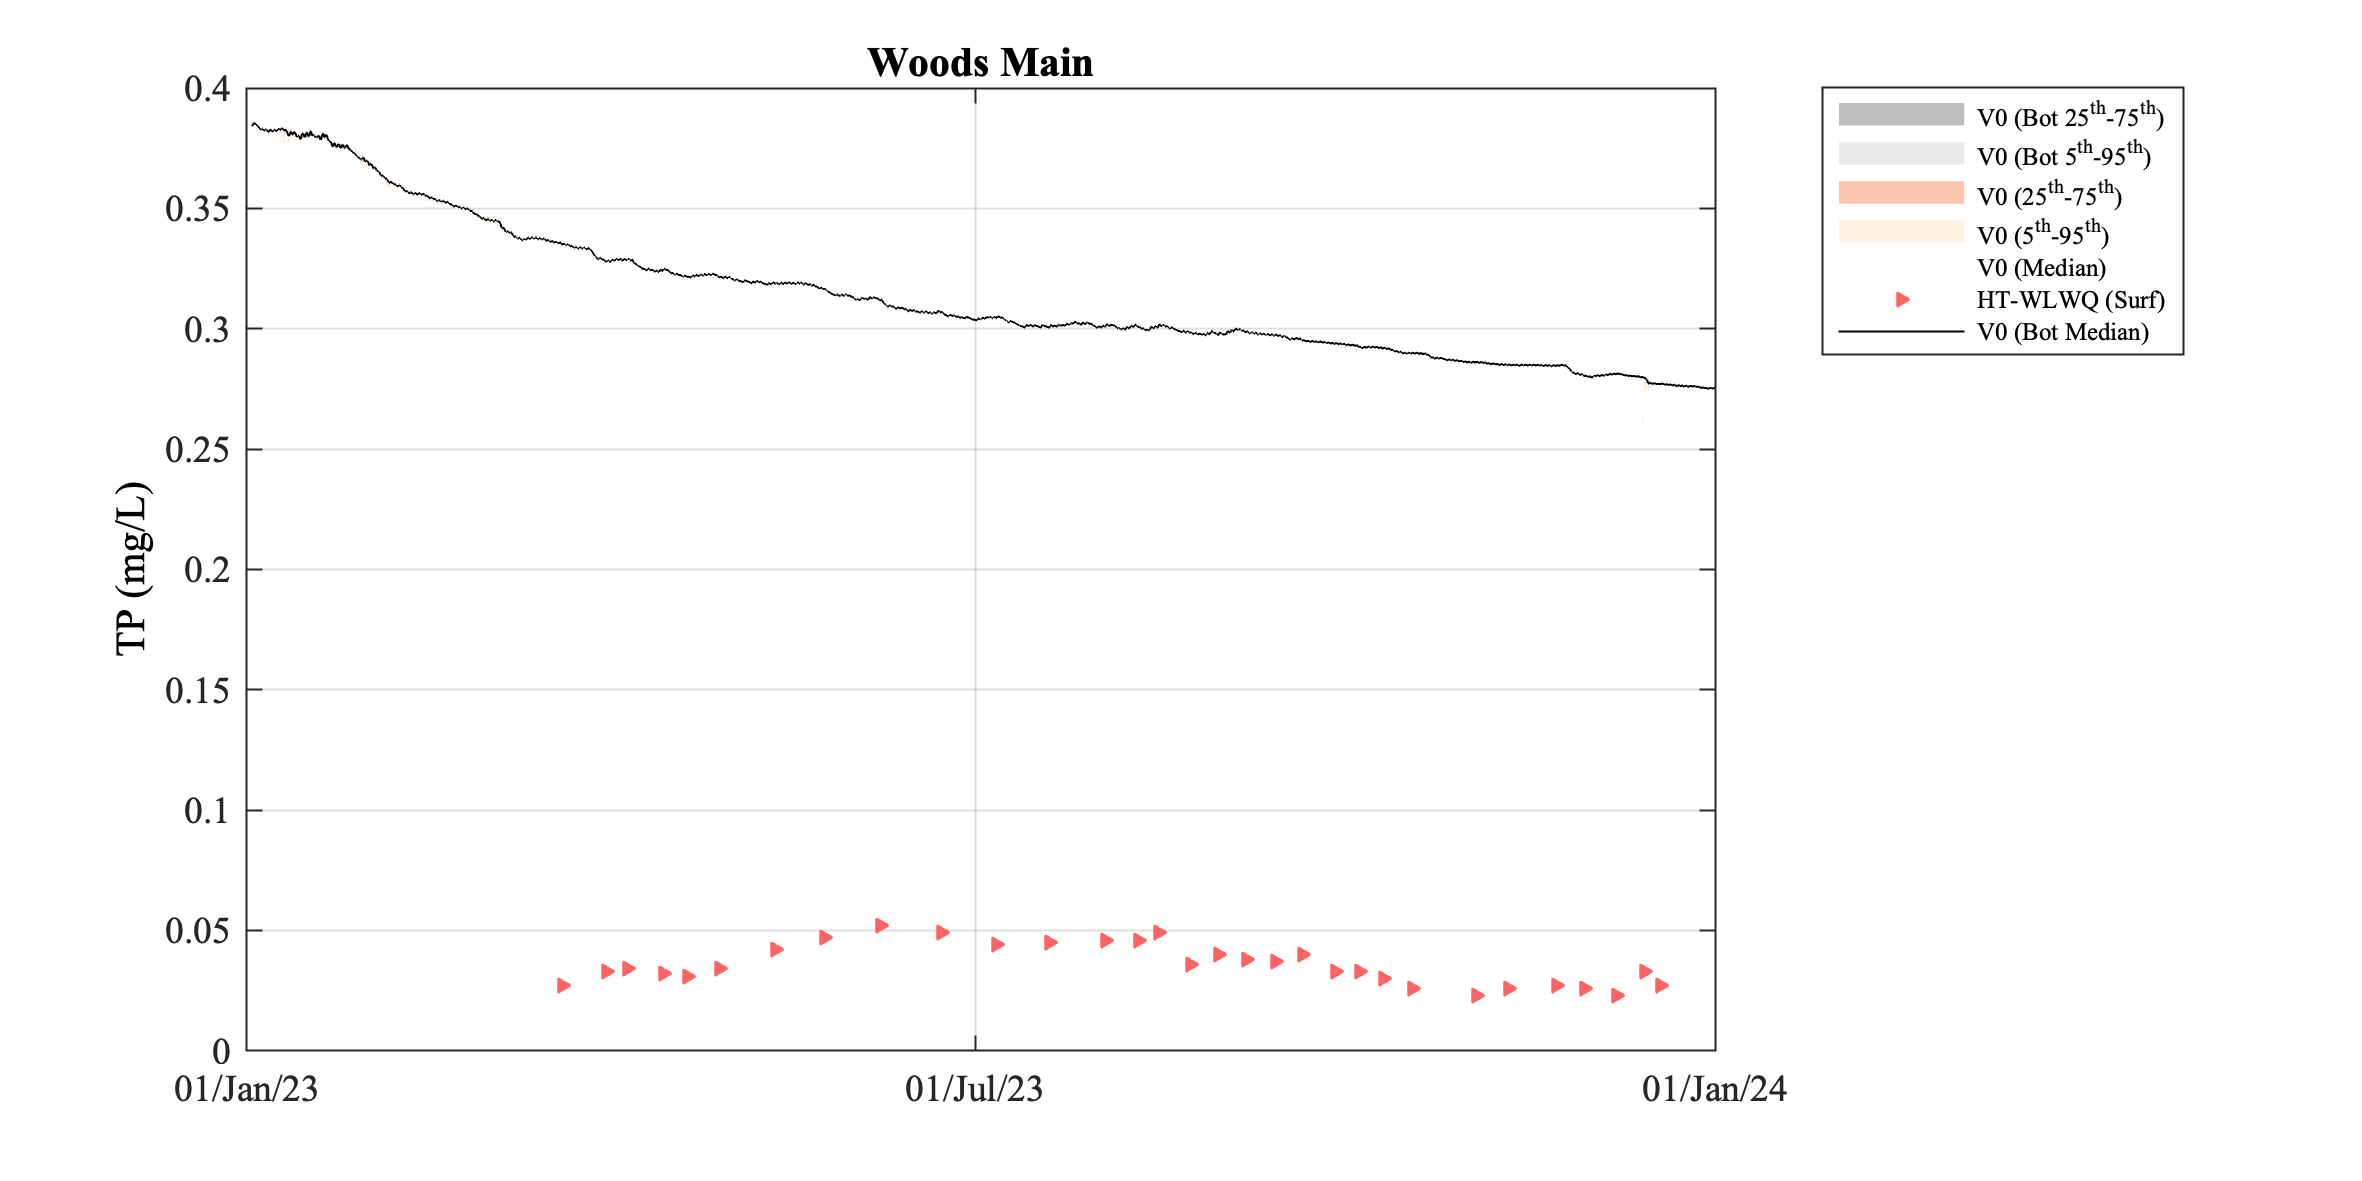 Woods Main
0.4
0.35
0.3
0.25
0.2
0.15
0.1
0.05
0
TP (mg/L)
01/Jan/23
01/Jul/23
01/Jan/24
V0 (Bot 25th-75th)
V0 (Bot 5th-95th)
V0 (25th-75th)
V0 (5th-95th)
V0 (Median)
HT-WLWQ (Surf)
V0 (Bot Median)